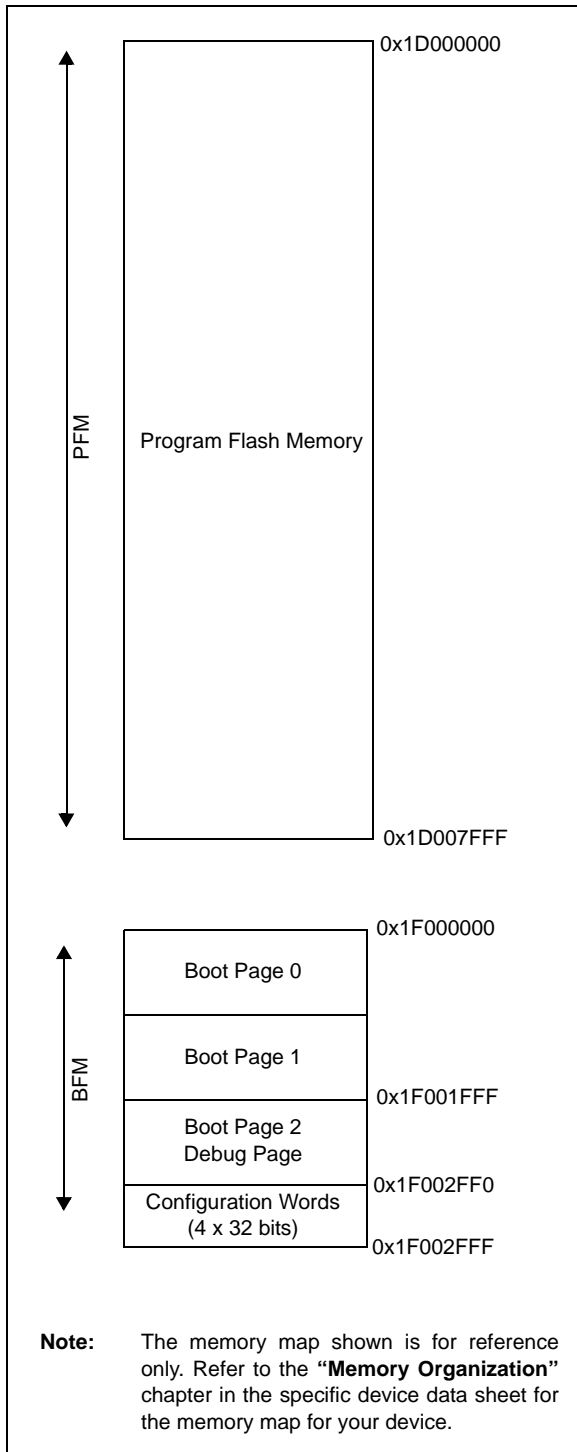 0x1D000000
PFM
Program Flash Memory
0x1D007FFF
0x1F000000
Boot Page 0
BFM
Boot Page 1
0x1F001FFF
Boot Page 2
Debug Page
0x1F002FF0
Configuration Words
(4 x 32 bits)
0x1F002FFF
Note: The memory map shown is for reference
only. Refer to the “Memory Organization”
chapter in the specific device data sheet for
the memory map for your device.